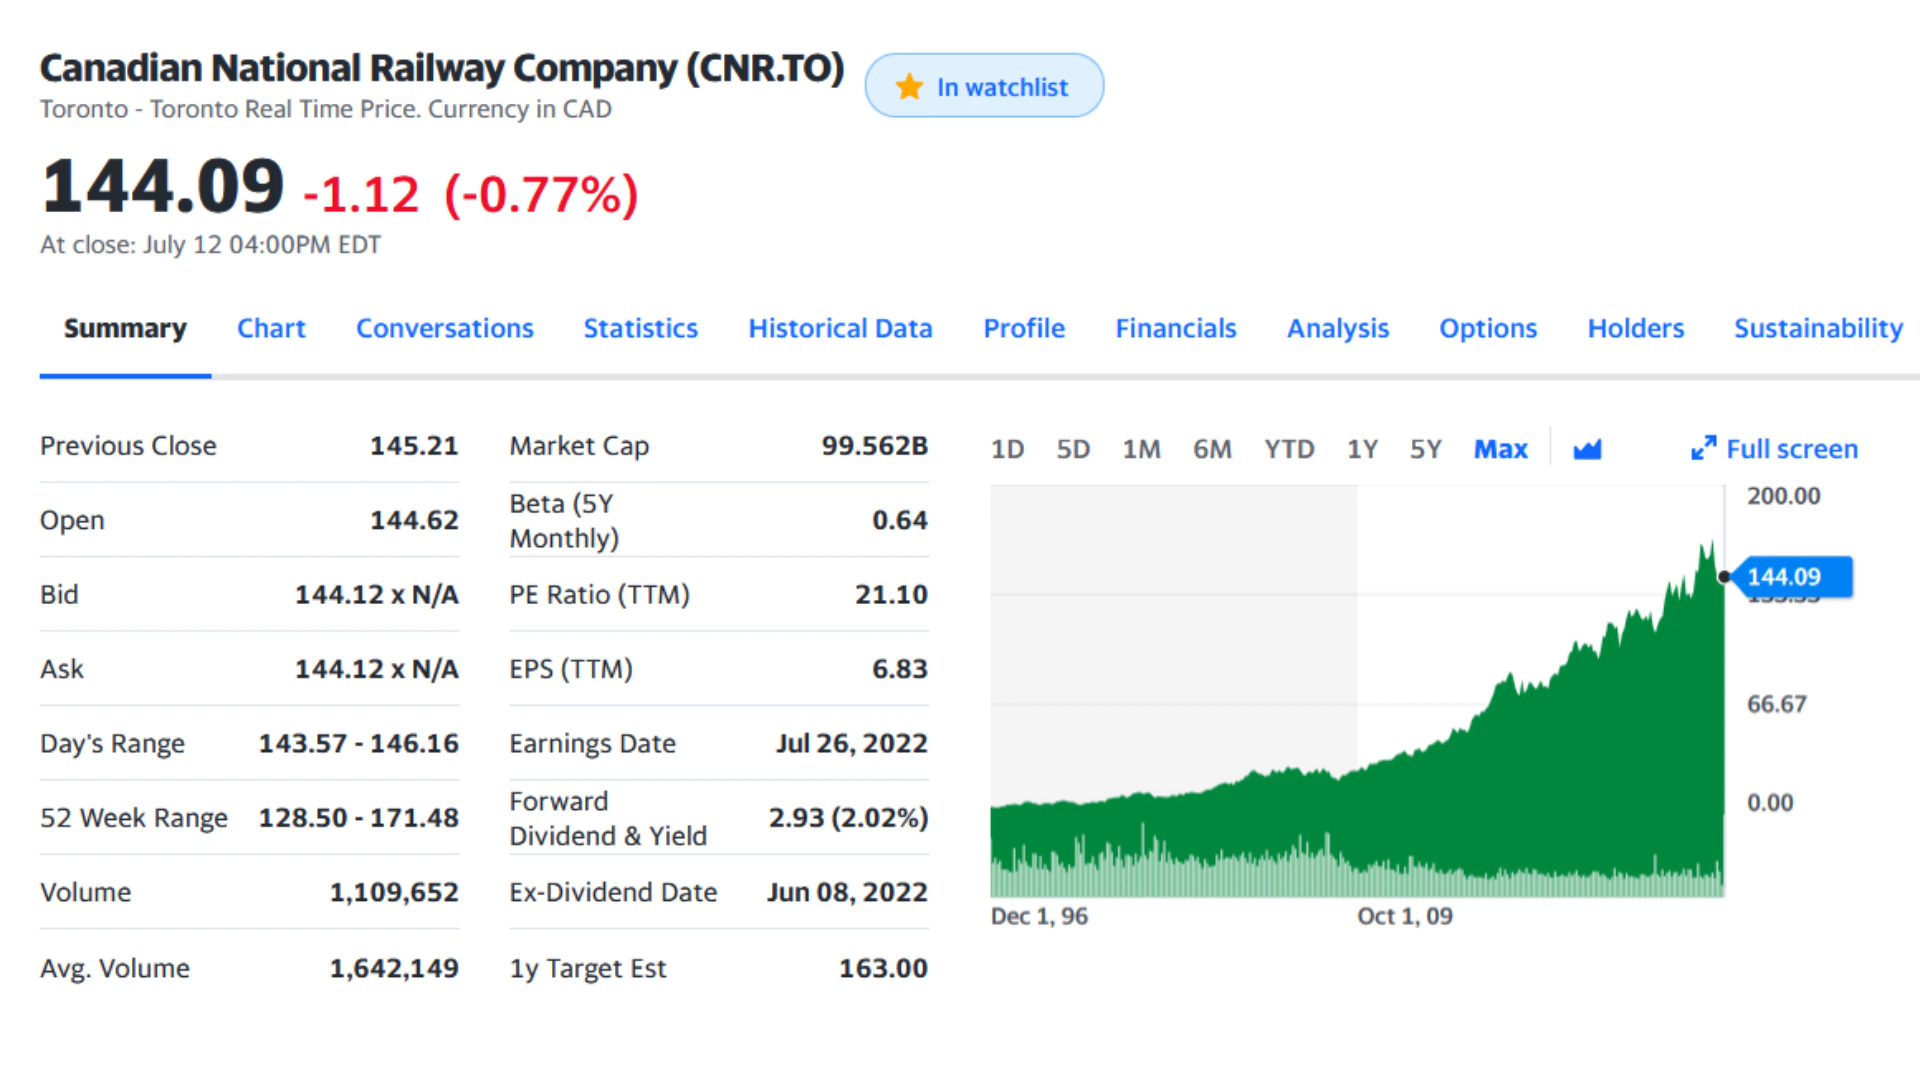 Canadian National Railway Company (CNR.TO)
In watchlist
Toronto - Toronto Real Time Price. Currency in CAD
144.09 -1.12 (-0.77%)
At close: July 12 04:00PM EDT
Summary Chart Conversations Statistics Historical Data Profile Financials Analysis Options Holders Sustainability
Previous Close 145.21
Open 144.62
Bid 144.12 x N/A
Ask 144.12 x N/A
Day's Range 143.57 - 146.16
52 Week Range 128.50 - 171.48
Volume 1,109,652
Avg. Volume 1,642,149
Market Cap 99.562B
Beta (5Y
Monthly) 0.64
PE Ratio (TTM) 21.10
EPS (TTM) 6.83
Earnings Date Jul 26, 2022
Forward
Dividend & Yield 2.93 (2.02%)
Ex-Dividend Date Jun 08, 2022
1y Target Est 163.00
1D 5D 1M 6M YTD 1Y 5Y Max Full screen
200.00
144.09
66.67
0.00
Dec 1, 96 Oct 1, 09